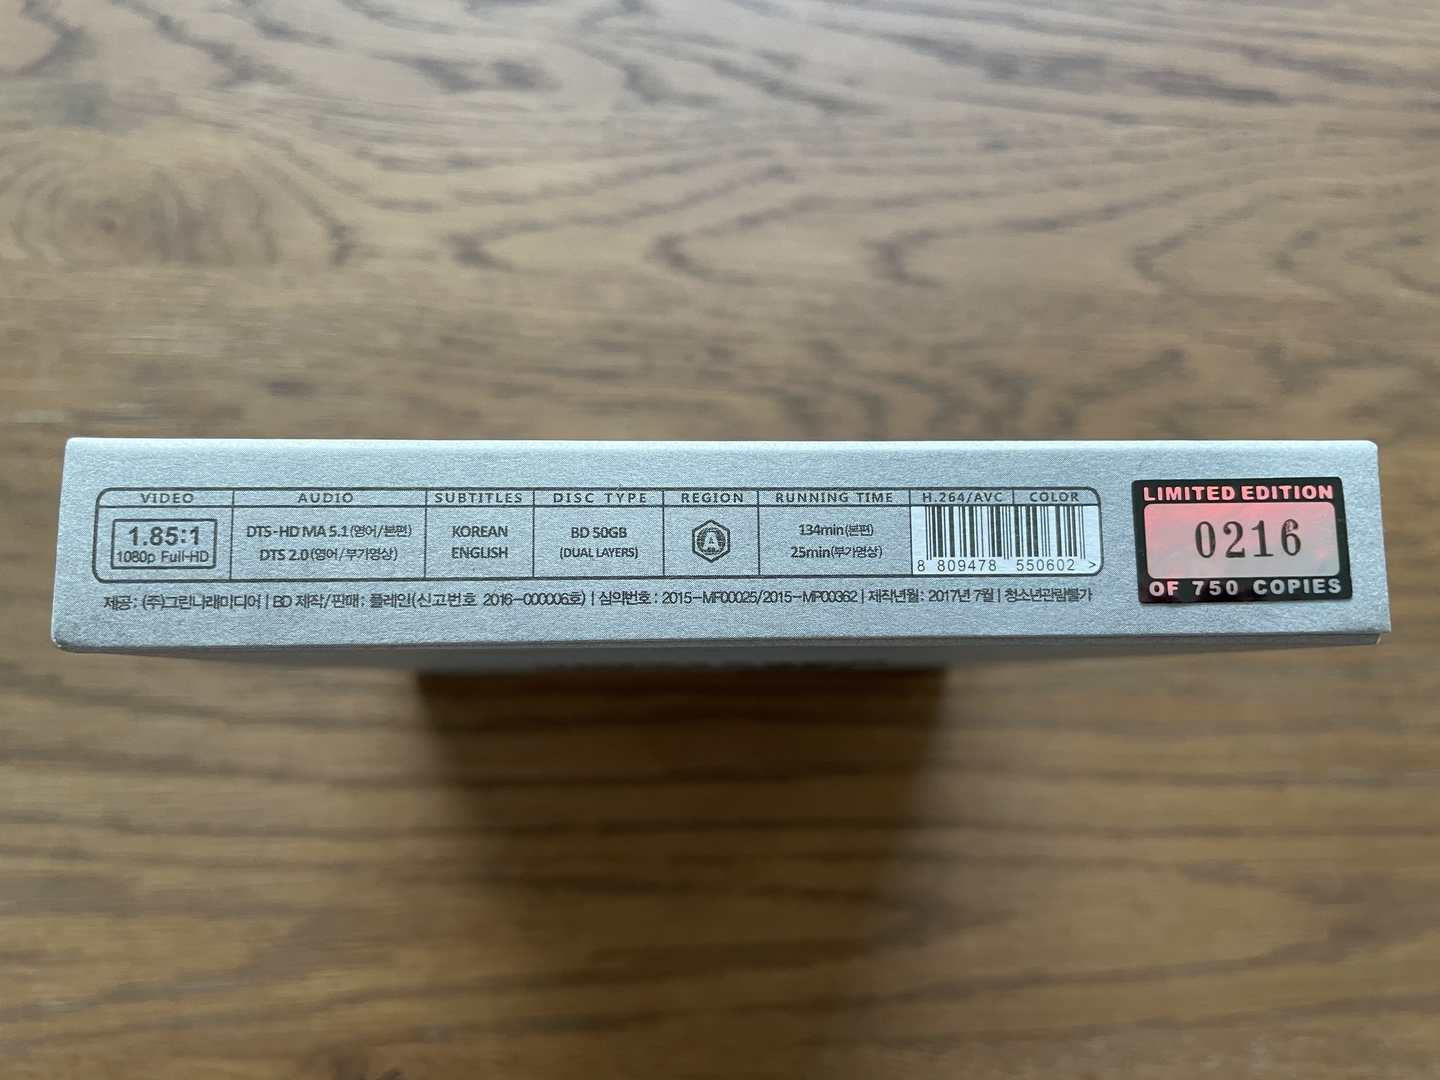 VIDEO AUDIO SUBTITLES DISC TYPE REGION RUNNING TIME H.264/AVC COLOR
1.85:1
1080p Full-HD
DTS-HD MA 5.1(영어/본편)
DTS 2.0(영어/부가영상)
KOREAN
ENGLISH
BD 50GB
(DUAL LAYERS)
A
134min(본편)
25min(부가영상)
8 809478 550602 >
제공: (주)그린나래미디어 | BD 제작/판매: 플레인(신고번호 2016-000006호) | 심의번호: 2015-MF00025/2015-MF00362 | 제작년월: 2017년 7월 | 청소년관람불가
LIMITED EDITION
0216
OF 750 COPIES